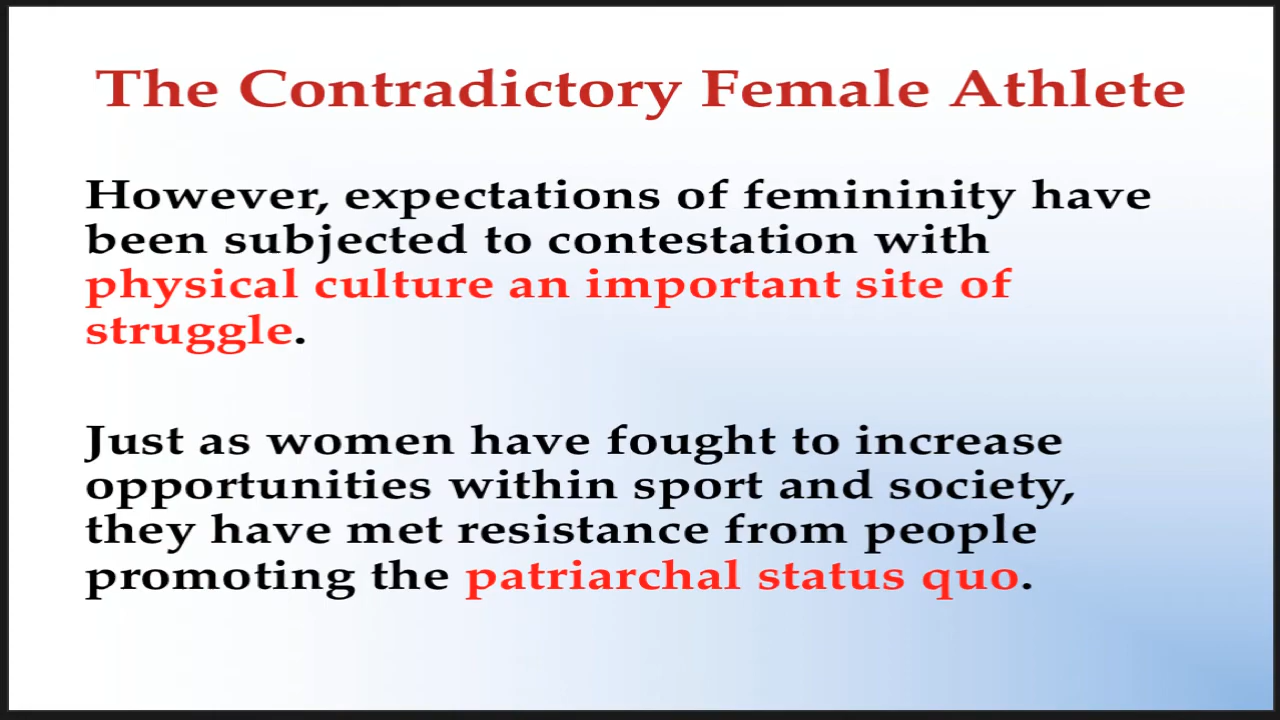 The Contradictory Female Athlete
However, expectations of femininity have
been subjected to contestation with
physical culture an important site of
struggle.
Just as women have fought to increase
opportunities within sport and society,
they have met resistance from people
promoting the patriarchal status quo.